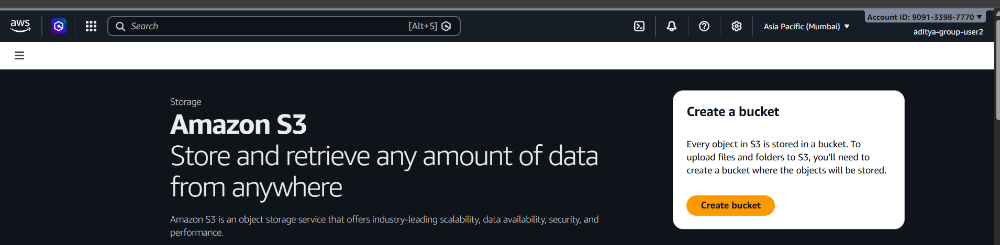 aws
Search
[Alt+S]
Asia Pacific (Mumbai)
Account ID: 9091-3398-7770
aditya-group-user2
Storage
Amazon S3
Store and retrieve any amount of data
from anywhere
Amazon S3 is an object storage service that offers industry-leading scalability, data availability, security, and
performance.
Create a bucket
Every object in S3 is stored in a bucket. To
upload files and folders to S3, you'll need to
create a bucket where the objects will be stored.
Create bucket